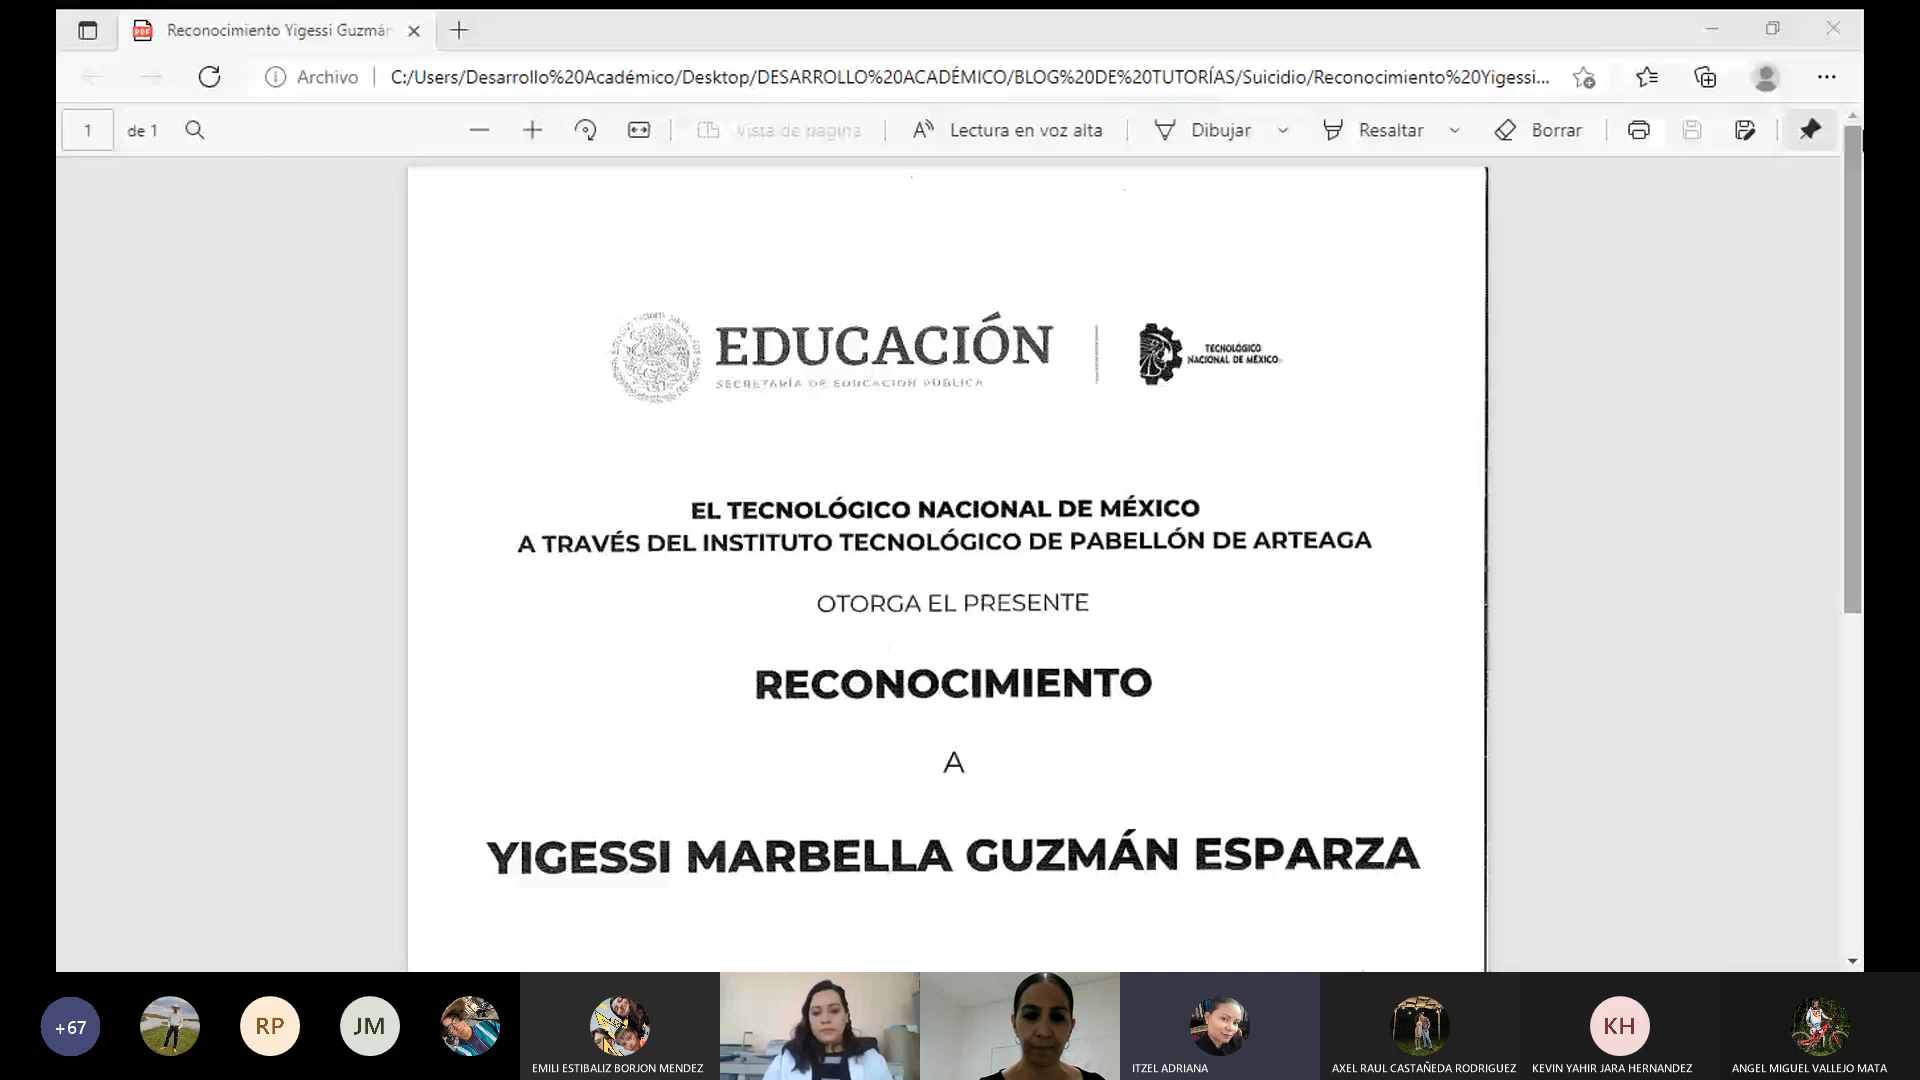 Reconocimiento Yigessi Guzmán
Archivo
C:/Users/Desarrollo%20Académico/Desktop/DESARROLLO%20ACADÉMICO/BLOG%20DE%20TUTORÍAS/Suicidio/Reconocimiento%20Yigessi...
1 de 1
Vista de página
Lectura en voz alta
Dibujar
Resaltar
Borrar
EDUCACIÓN
SECRETARÍA DE EDUCACIÓN PÚBLICA
TECNOLÓGICO
NACIONAL DE MÉXICO
EL TECNOLÓGICO NACIONAL DE MÉXICO
A TRAVÉS DEL INSTITUTO TECNOLÓGICO DE PABELLÓN DE ARTEAGA
OTORGA EL PRESENTE
RECONOCIMIENTO
A
YIGESSI MARBELLA GUZMÁN ESPARZA
+67
RP
JM
KH
EMILI ESTIBALIZ BORJON MENDEZ
ITZEL ADRIANA
AXEL RAUL CASTAÑEDA RODRIGUEZ
KEVIN YAHIR JARA HERNANDEZ
ANGEL MIGUEL VALLEJO MATA